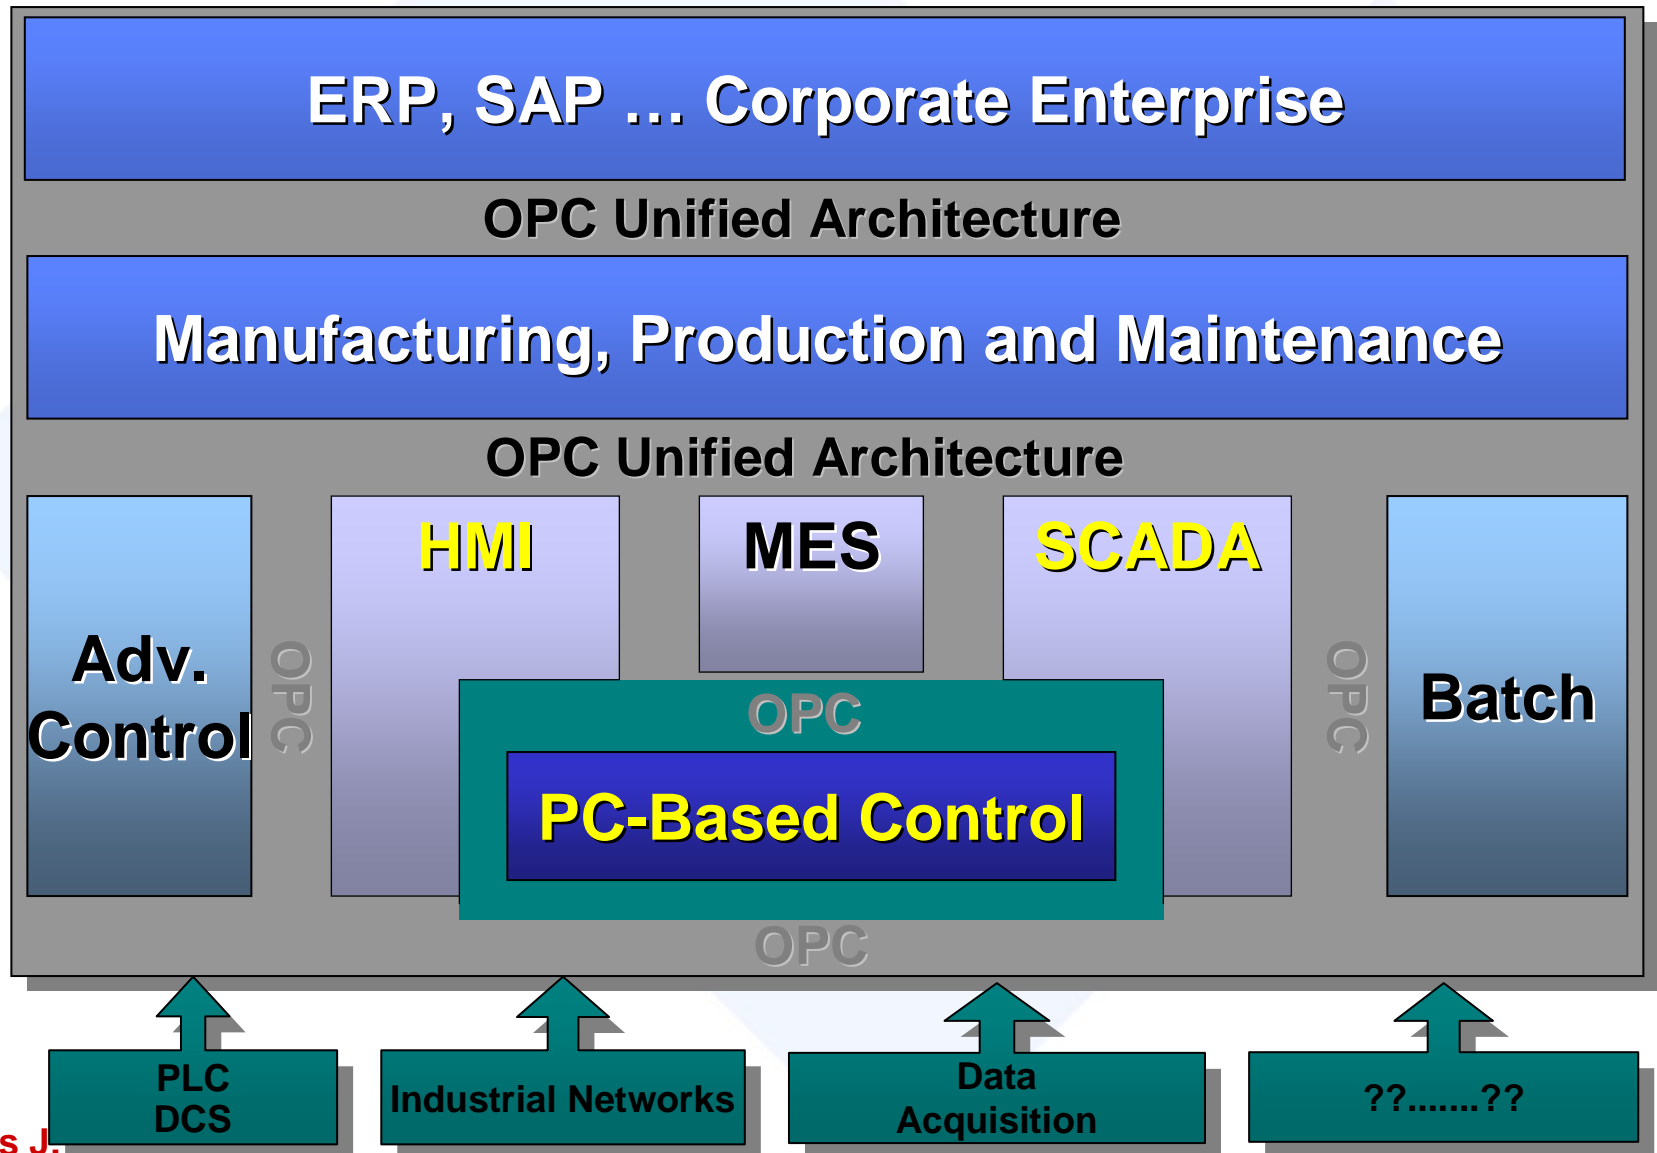 ERP, SAP … Corporate Enterprise
OPC Unified Architecture
Manufacturing, Production and Maintenance
OPC Unified Architecture
HMI
MES
SCADA
Adv.
Control
OPC
OPC
Batch
OPC
PC-Based Control
OPC
PLC
DCS
Industrial Networks
Data
Acquisition
??.......??
s J.